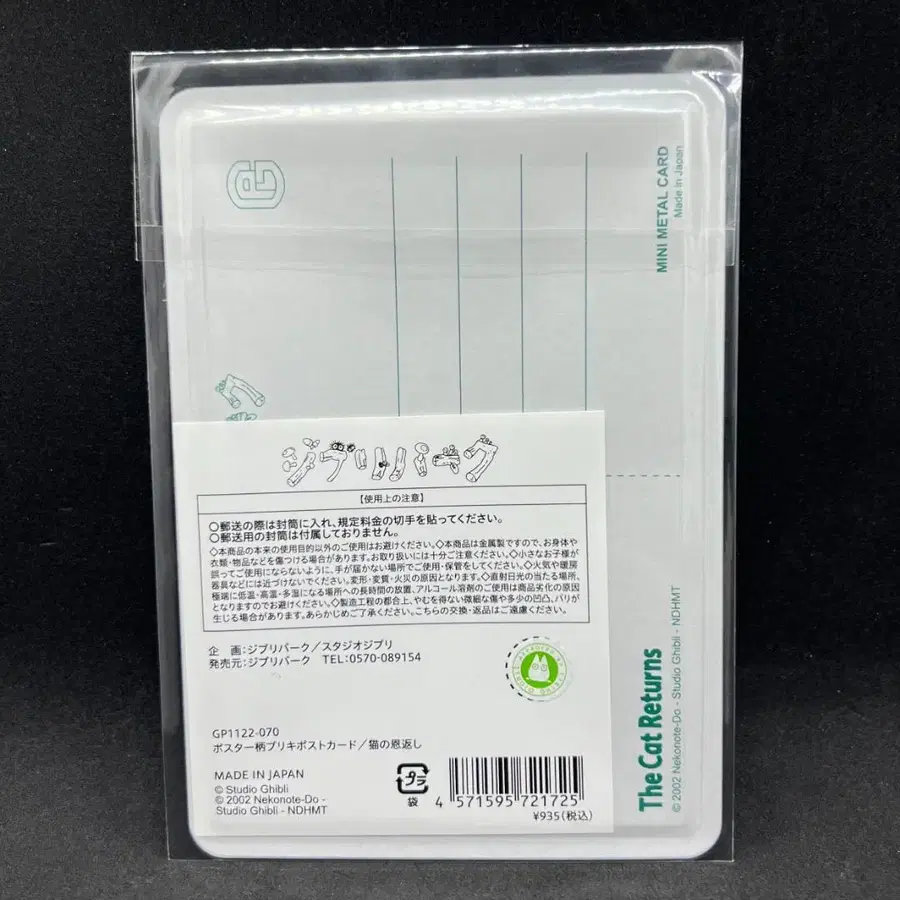 MINI METAL CARD
Made in Japan
ジブリパーク
【使用上の注意】
○郵送の際は封筒に入れ、規定料金の切手を貼ってください。
○郵送用の封筒は付属しておりません。
◇本商品の本来の使用目的以外のご使用はお避けください。◇本商品は金属製ですので、お身体や
衣類・物品などを傷つける場合があります。お取り扱いには十分ご注意ください。◇小さなお子様が
誤ってご使用にならないように、手が届かない場所でご使用・保管をしてください。◇火気や暖房
器具などには近づけないでください。変形・変質・火災の原因となります。◇直射日光の当たる場所、
極端に低温・高温・多湿になる場所への長時間の放置、アルコール溶剤のご使用は商品劣化の原因
となりますのでお避けください。◇製造工程の都合上、やむを得ない微細な傷や多少の凹凸、バリが
生じる場合があります。あらかじめご了承ください。こちらの交換・返品はご遠慮ください。
企　画：ジブリパーク／スタジオジブリ
発売元：ジブリパーク　TEL：0570-089154
GP1122-070
ポスター柄ブリキポストカード／猫の恩返し
MADE IN JAPAN
© Studio Ghibli
© 2002 Nekonote-Do -
Studio Ghibli - NDHMT
プラ
袋
4 571595 721725
¥935(税込)
The Cat Returns
© 2002 Nekonote-Do - Studio Ghibli - NDHMT